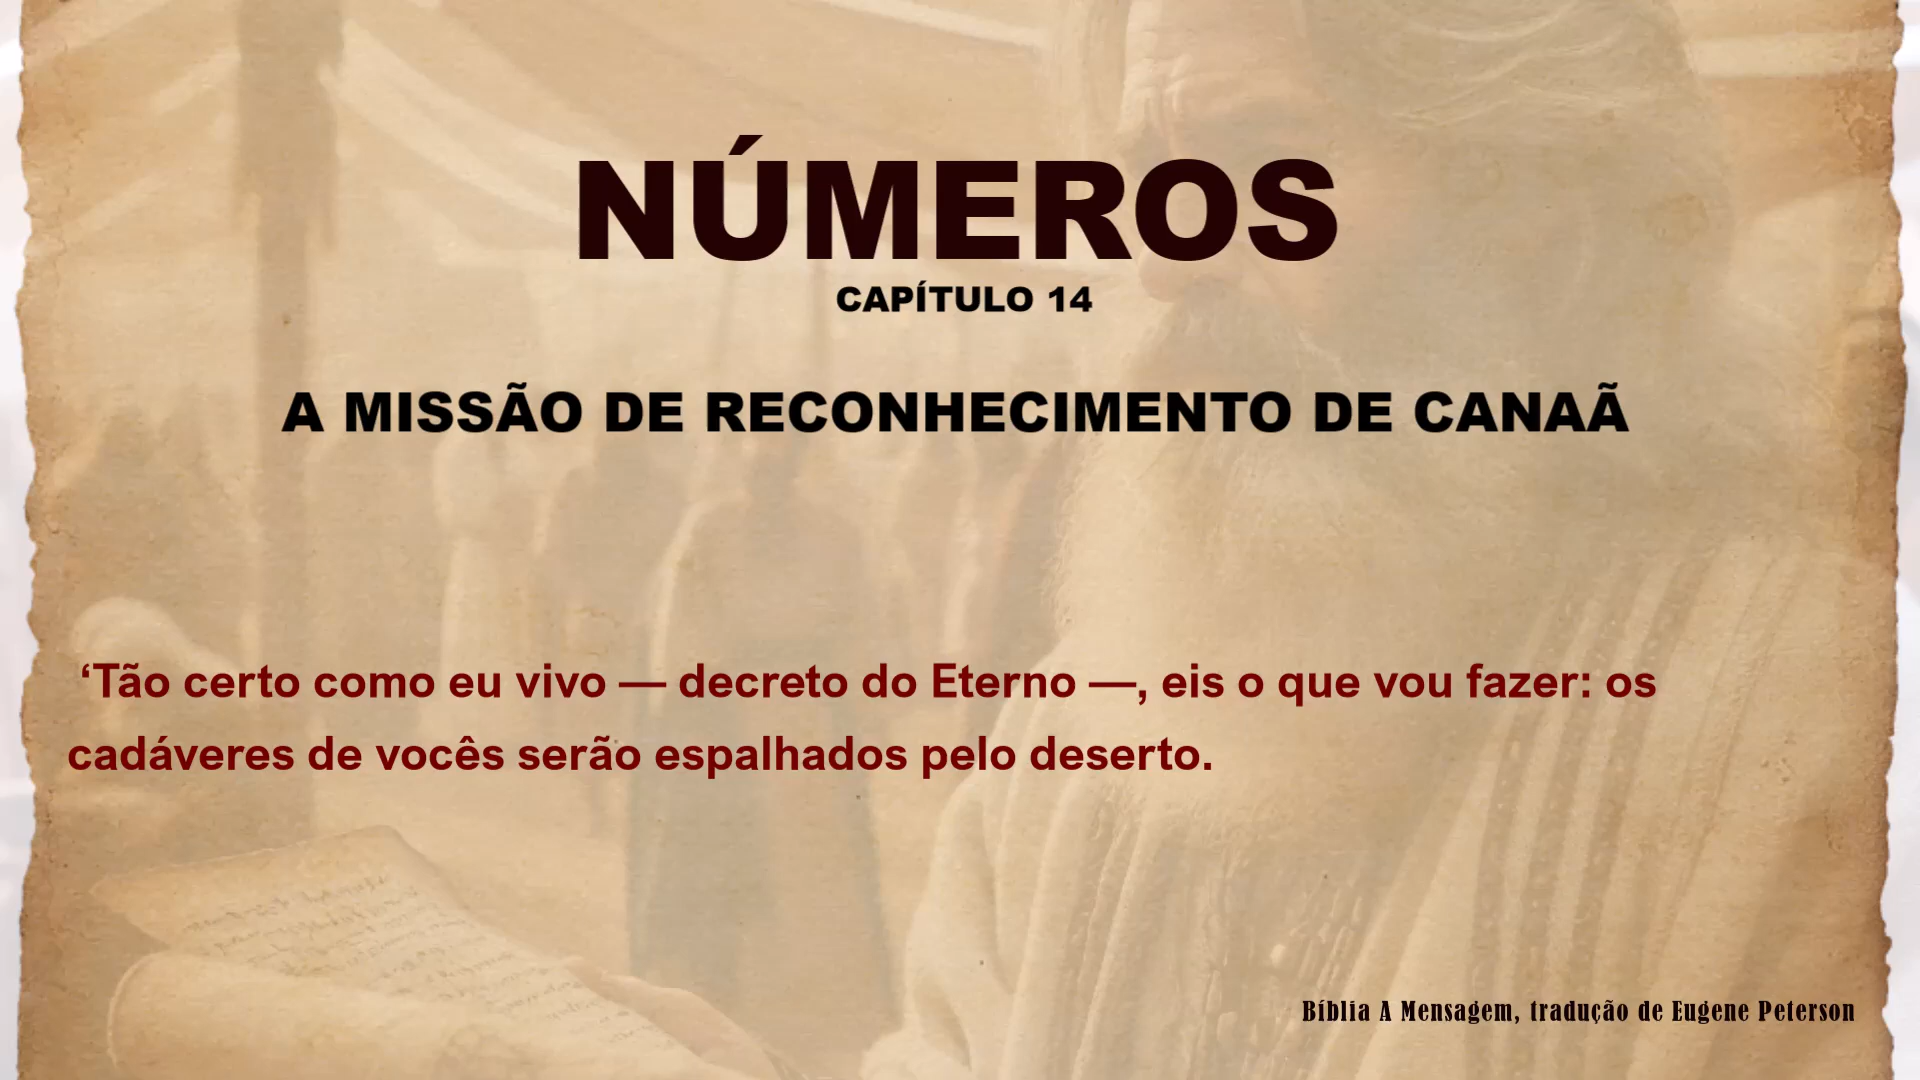 NÚMEROS
CAPÍTULO 14
A MISSÃO DE RECONHECIMENTO DE CANAÃ
‘Tão certo como eu vivo — decreto do Eterno —, eis o que vou fazer: os
cadáveres de vocês serão espalhados pelo deserto.
Bíblia A Mensagem, tradução de Eugene Peterson